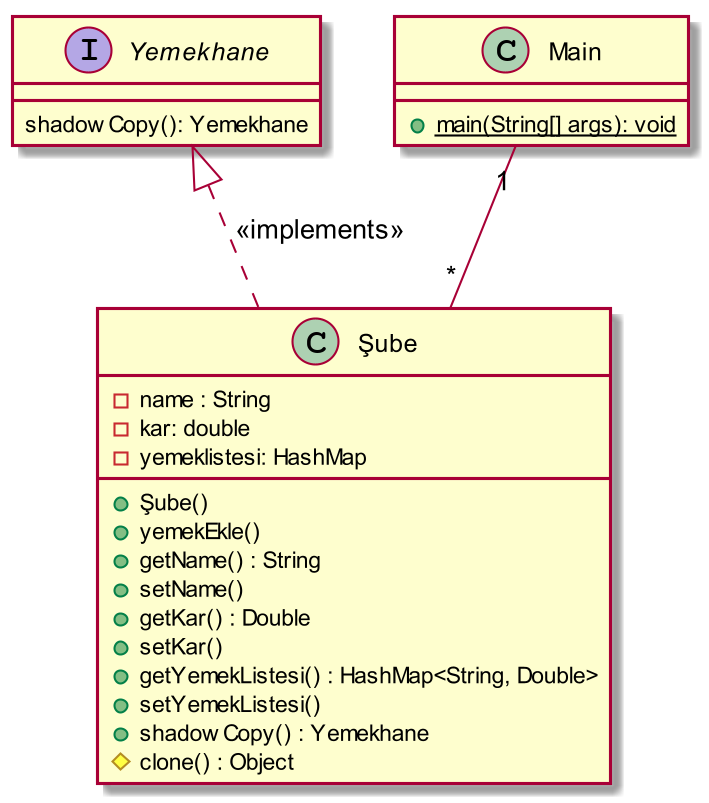 I Yemekhane
shadow Copy(): Yemekhane
C Main
main(String[] args): void
1
«implements»
*
C Şube
name : String
kar: double
yemeklistesi: HashMap
Şube()
yemekEkle()
getName() : String
setName()
getKar() : Double
setKar()
getYemekListesi() : HashMap<String, Double>
setYemekListesi()
shadow Copy() : Yemekhane
clone() : Object